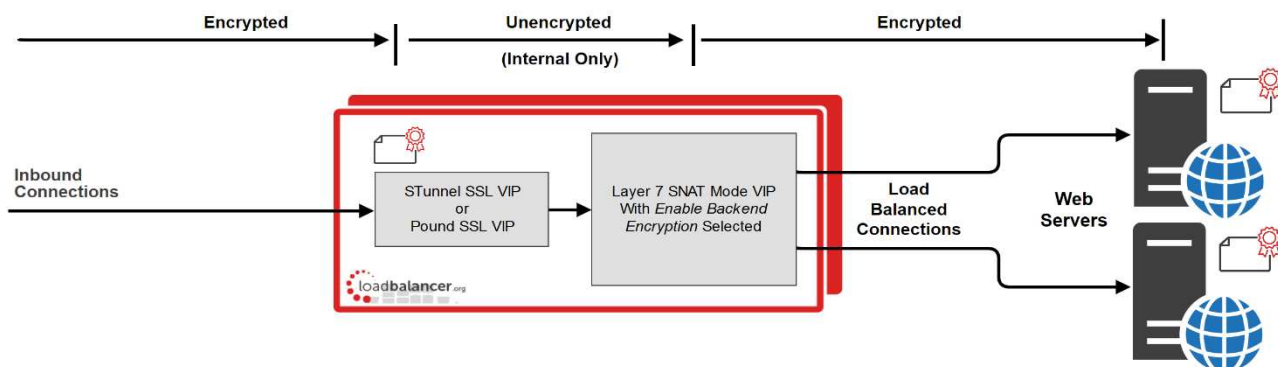 Encrypted
Unencrypted
(Internal Only)
Encrypted
Inbound
Connections
STunnel SSL VIP
or
Pound SSL VIP
Layer 7 SNAT Mode VIP
With Enable Backend
Encryption Selected
Load
Balanced
Connections
Web
Servers
loadbalancer.org